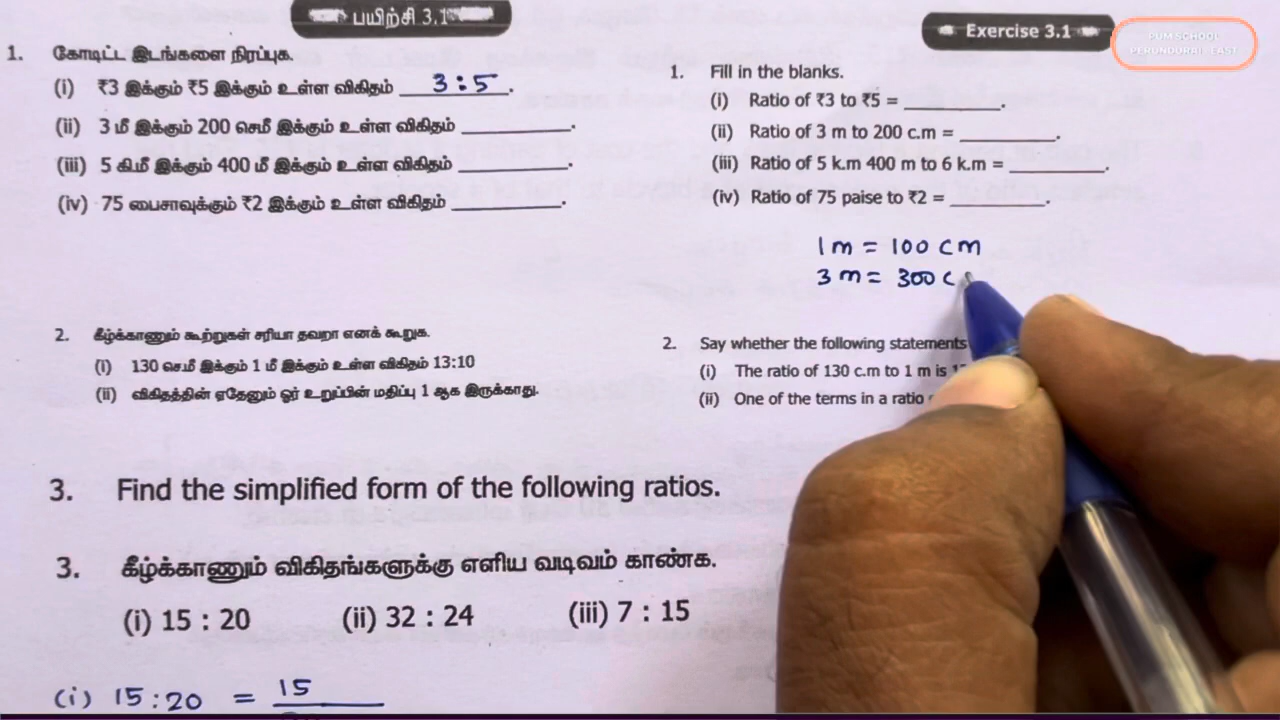 பயிற்சி 3.1
1. கோடிட்ட இடங்களை நிரப்புக.
(i) ₹3 இக்கும் ₹5 இக்கும் உள்ள விகிதம் 3:5.
(ii) 3 மீ இக்கும் 200 செமீ இக்கும் உள்ள விகிதம் ____________.
(iii) 5 கிமீ இக்கும் 400 மீ இக்கும் உள்ள விகிதம் ____________.
(iv) 75 பைசாவுக்கும் ₹2 இக்கும் உள்ள விகிதம் ____________.
Exercise 3.1
PUM SCHOOL
PERUNDURAI-EAST
1. Fill in the blanks.
(i) Ratio of ₹3 to ₹5 = ____________.
(ii) Ratio of 3 m to 200 c.m = ____________.
(iii) Ratio of 5 k.m 400 m to 6 k.m = ____________.
(iv) Ratio of 75 paise to ₹2 = ____________.
1m = 100 cm
3m = 300 c
2. கீழ்க்காணும் கூற்றுகள் சரியா தவறா எனக் கூறுக.
(i) 130 செமீ இக்கும் 1 மீ இக்கும் உள்ள விகிதம் 13:10
(ii) விகிதத்தின் ஏதேனும் ஓர் உறுப்பின் மதிப்பு 1 ஆக இருக்காது.
2. Say whether the following statements
(i) The ratio of 130 c.m to 1 m is
(ii) One of the terms in a ratio
3. Find the simplified form of the following ratios.
3. கீழ்க்காணும் விகிதங்களுக்கு எளிய வடிவம் காண்க.
(i) 15 : 20 (ii) 32 : 24 (iii) 7 : 15
(i) 15:20 = 15